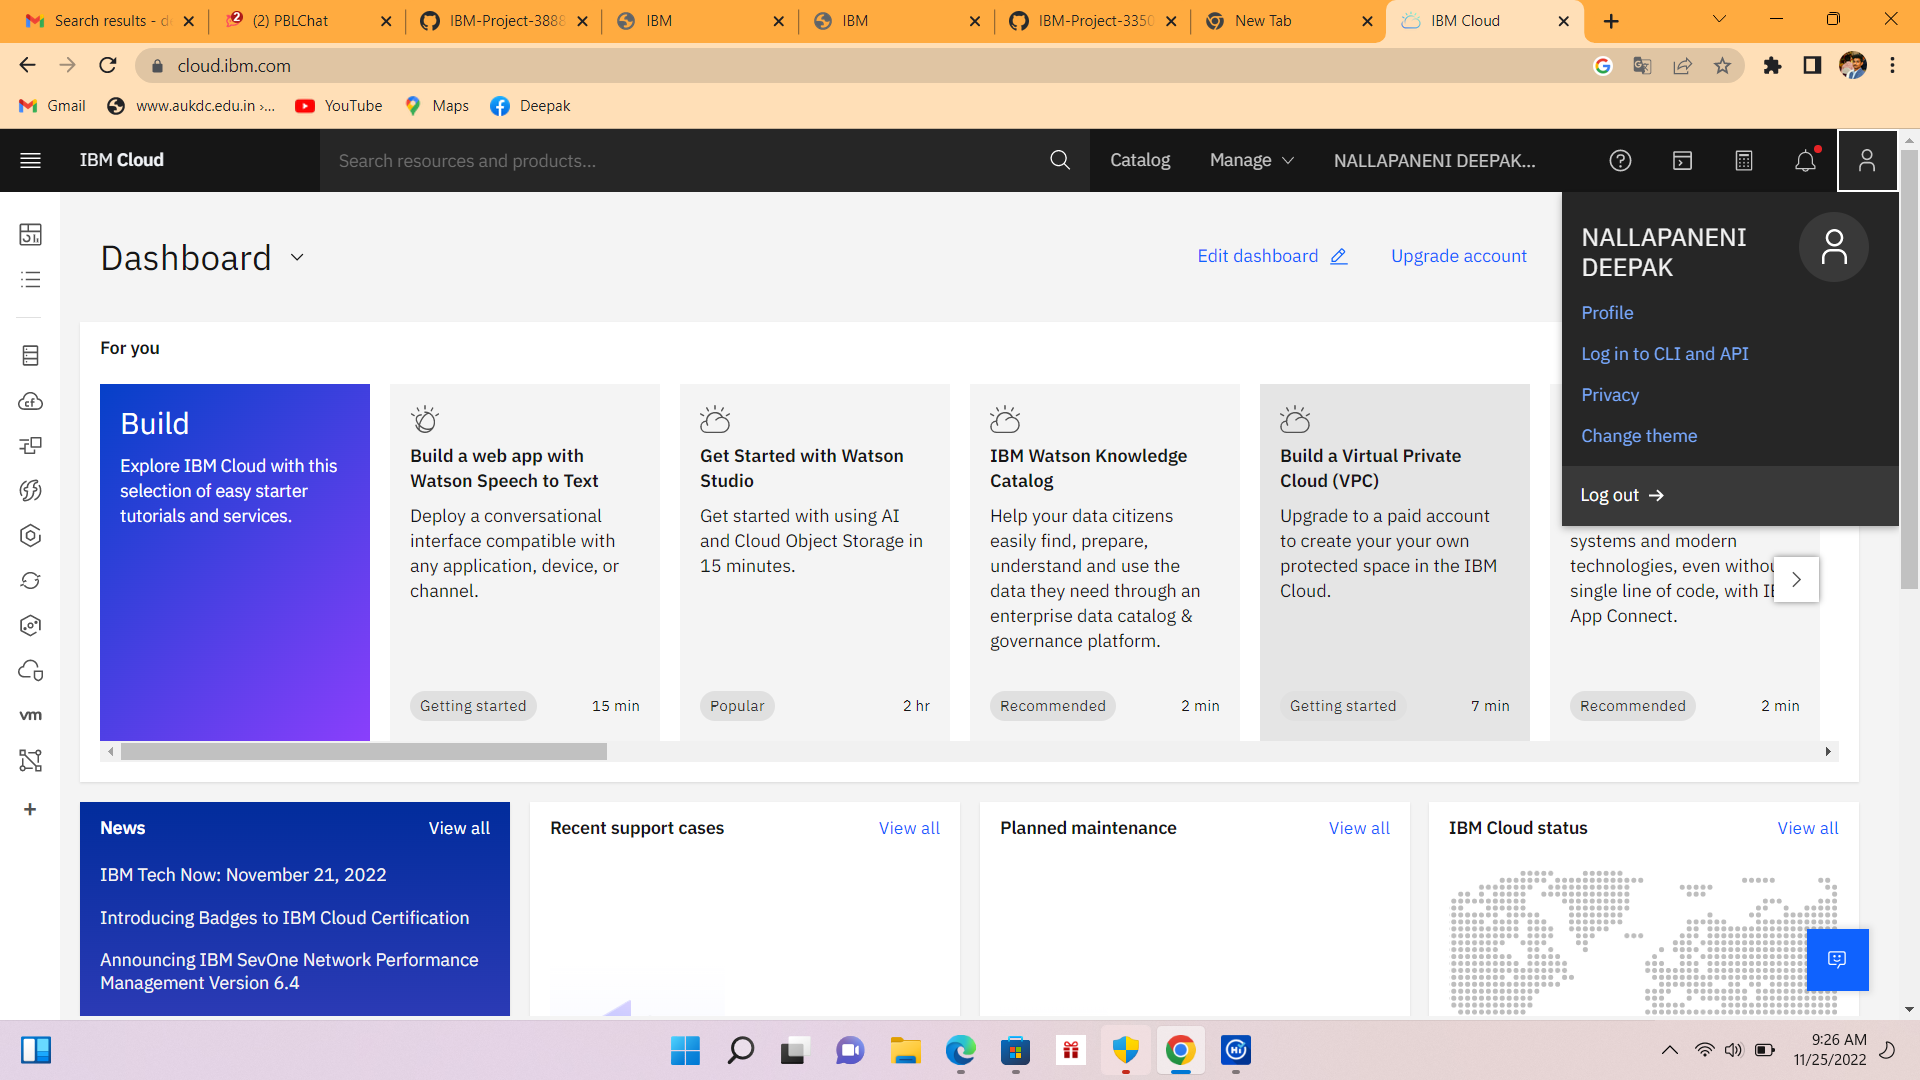 Search results - d
(2) PBLChat
IBM-Project-3888
IBM
IBM
IBM-Project-3350
New Tab
IBM Cloud
cloud.ibm.com
Gmail
www.aukdc.edu.in ›...
YouTube
Maps
Deepak
IBM Cloud
Search resources and products...
Catalog
Manage
NALLAPANENI DEEPAK...
Dashboard
Edit dashboard
Upgrade account
NALLAPANENI
DEEPAK
Profile
Log in to CLI and API
Privacy
Change theme
Log out
For you
Build
Explore IBM Cloud with this
selection of easy starter
tutorials and services.
Build a web app with
Watson Speech to Text
Deploy a conversational
interface compatible with
any application, device, or
channel.
Getting started 15 min
Get Started with Watson
Studio
Get started with using AI
and Cloud Object Storage in
15 minutes.
Popular 2 hr
IBM Watson Knowledge
Catalog
Help your data citizens
easily find, prepare,
understand and use the
data they need through an
enterprise data catalog &
governance platform.
Recommended 2 min
Build a Virtual Private
Cloud (VPC)
Upgrade to a paid account
to create your your own
protected space in the IBM
Cloud.
Getting started 7 min
systems and modern
technologies, even withou
single line of code, with
App Connect.
Recommended 2 min
cf
vm
News View all
IBM Tech Now: November 21, 2022
Introducing Badges to IBM Cloud Certification
Announcing IBM SevOne Network Performance
Management Version 6.4
Recent support cases View all
Planned maintenance View all
IBM Cloud status View all
9:26 AM
11/25/2022